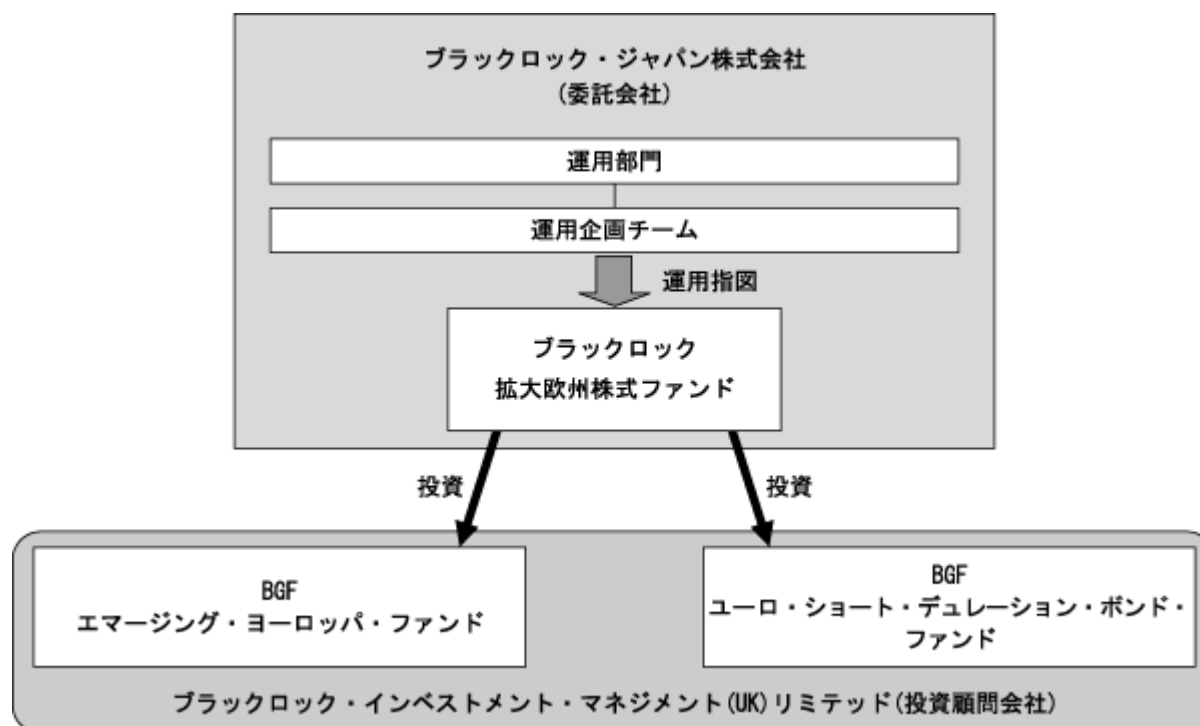 ブラックロック・ジャパン株式会社
(委託会社)
運用部門
運用企画チーム
運用指図
ブラックロック
拡大欧州株式ファンド
投資
投資
BGF
エマージング・ヨーロッパ・ファンド
BGF
ユーロ・ショート・デュレーション・ボンド・
ファンド
ブラックロック・インベストメント・マネジメント(UK)リミテッド(投資顧問会社)